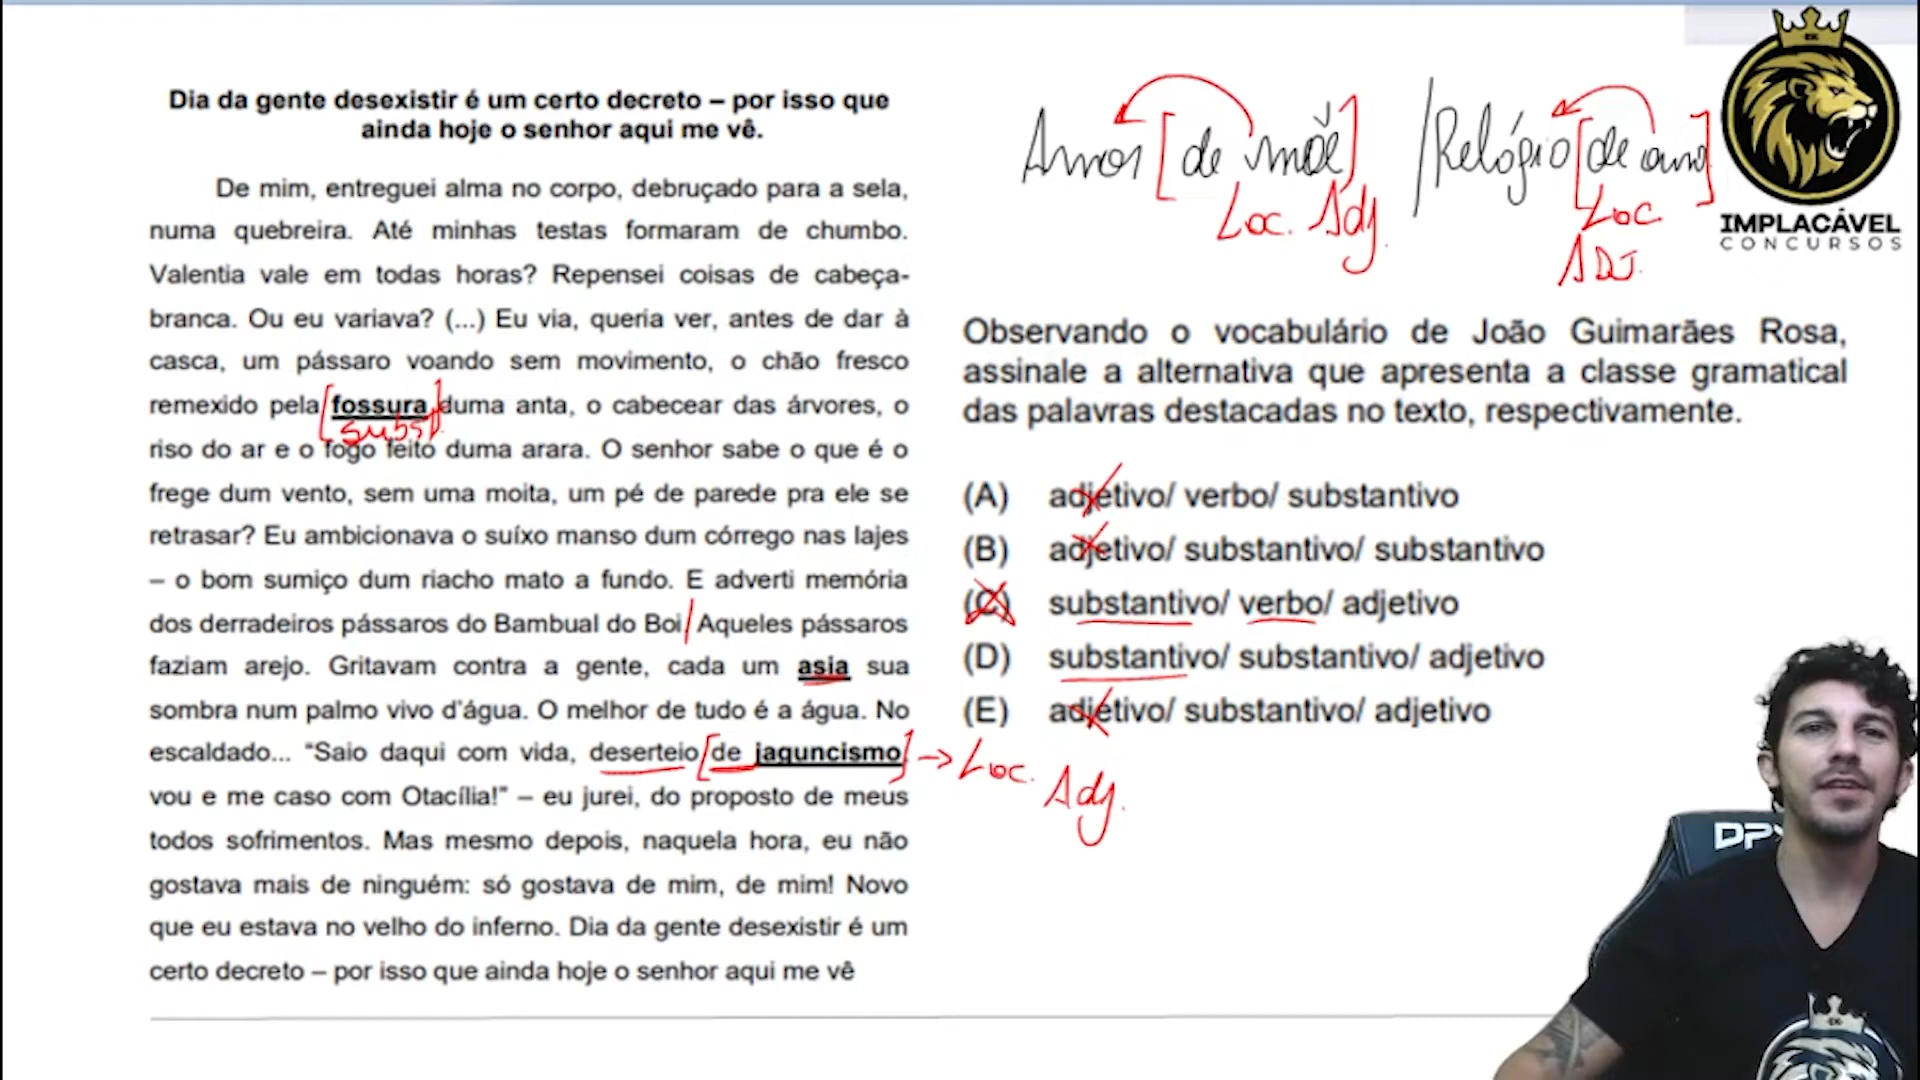 Dia da gente desexistir é um certo decreto – por isso que
ainda hoje o senhor aqui me vê.
De mim, entreguei alma no corpo, debruçado para a sela,
numa quebreira. Até minhas testas formaram de chumbo.
Valentia vale em todas horas? Repensei coisas de cabeça-
branca. Ou eu variava? (...) Eu via, queria ver, antes de dar à
casca, um pássaro voando sem movimento, o chão fresco
remexido pela [fossura] duma anta, o cabecear das árvores, o
subst.
riso do ar e o fogo feito duma arara. O senhor sabe o que é o
frege dum vento, sem uma moita, um pé de parede pra ele se
retrasar? Eu ambicionava o suíxo manso dum córrego nas lajes
– o bom sumiço dum riacho mato a fundo. E adverti memória
dos derradeiros pássaros do Bambual do Boi/ Aqueles pássaros
faziam arejo. Gritavam contra a gente, cada um asia sua
sombra num palmo vivo d'água. O melhor de tudo é a água. No
escaldado... "Saio daqui com vida, deserteio [de jaguncismo] → Loc. Adj.
vou e me caso com Otacília!" – eu jurei, do proposto de meus
todos sofrimentos. Mas mesmo depois, naquela hora, eu não
gostava mais de ninguém: só gostava de mim, de mim! Novo
que eu estava no velho do inferno. Dia da gente desexistir é um
certo decreto – por isso que ainda hoje o senhor aqui me vê
Amor [de mãe] / Relógio [de ouro]
Loc. Adj. Loc.
ADJ.
IMPLACÁVEL
CONCURSOS
Observando o vocabulário de João Guimarães Rosa,
assinale a alternativa que apresenta a classe gramatical
das palavras destacadas no texto, respectivamente.
(A) adjetivo/ verbo/ substantivo
(B) adjetivo/ substantivo/ substantivo
(C) substantivo/ verbo/ adjetivo
(D) substantivo/ substantivo/ adjetivo
(E) adjetivo/ substantivo/ adjetivo